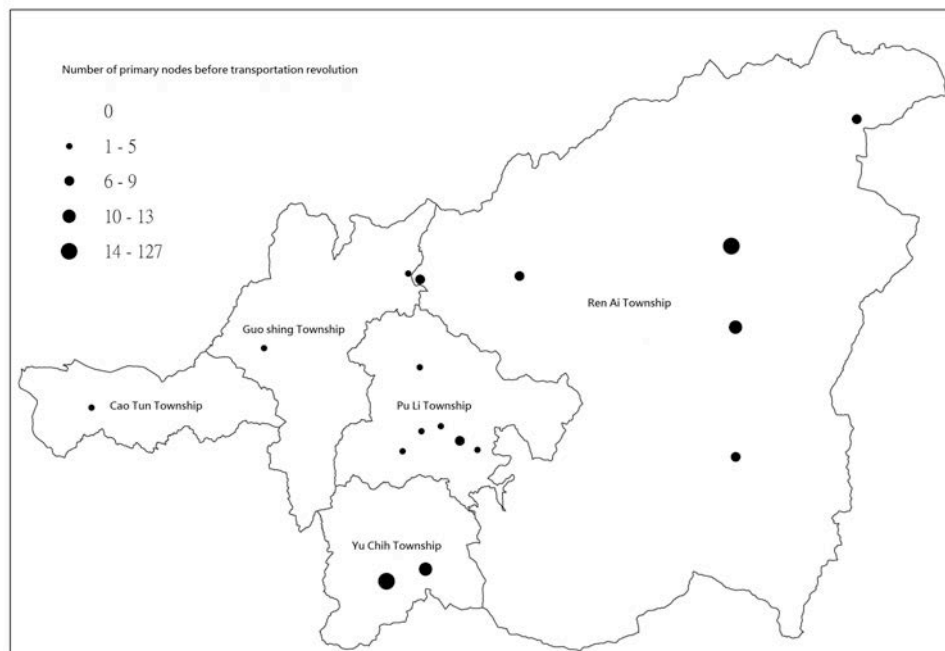 Number of primary nodes before transportation revolution
0
1 - 5
6 - 9
10 - 13
14 - 127
Ren Ai Township
Guo shing Township
Cao Tun Township
Pu Li Township
Yu Chih Township